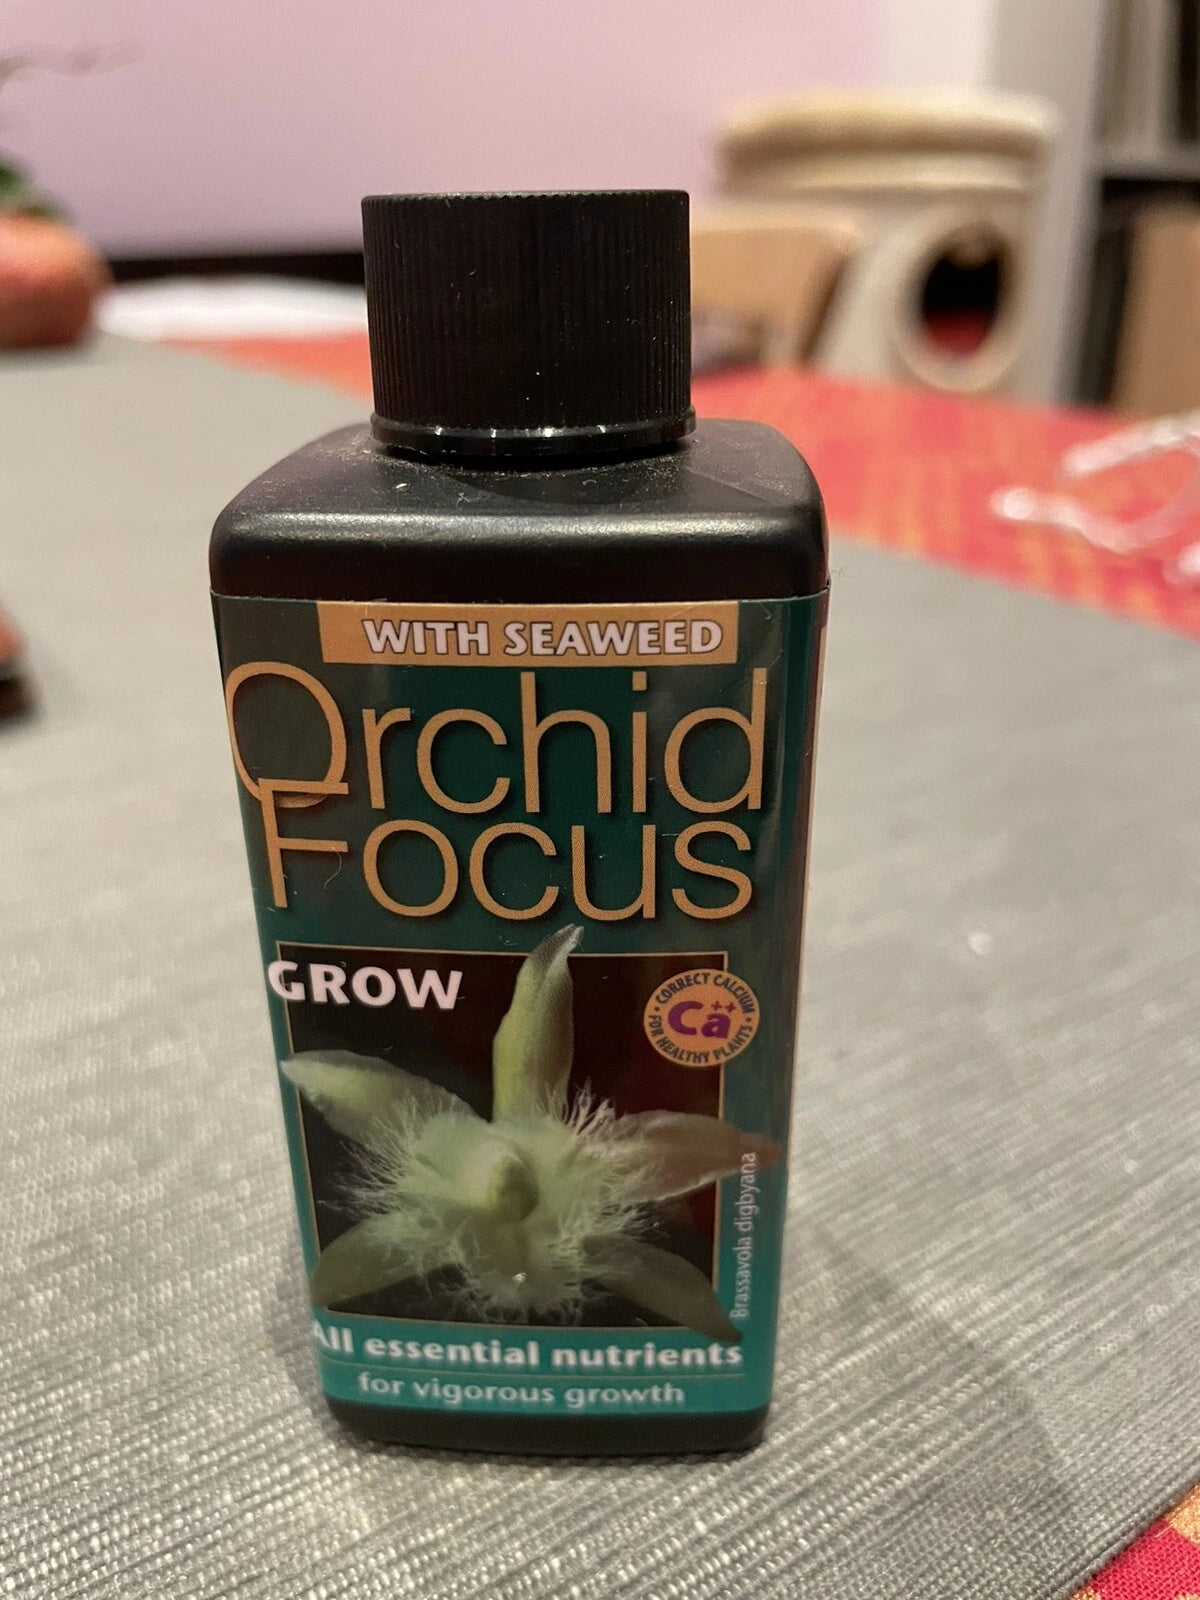 WITH SEAWEED
Orchid
Focus
GROW
CORRECT CALCIUM
Ca++
FOR HEALTHY PLANTS
Brassavola digbyana
All essential nutrients
for vigorous growth